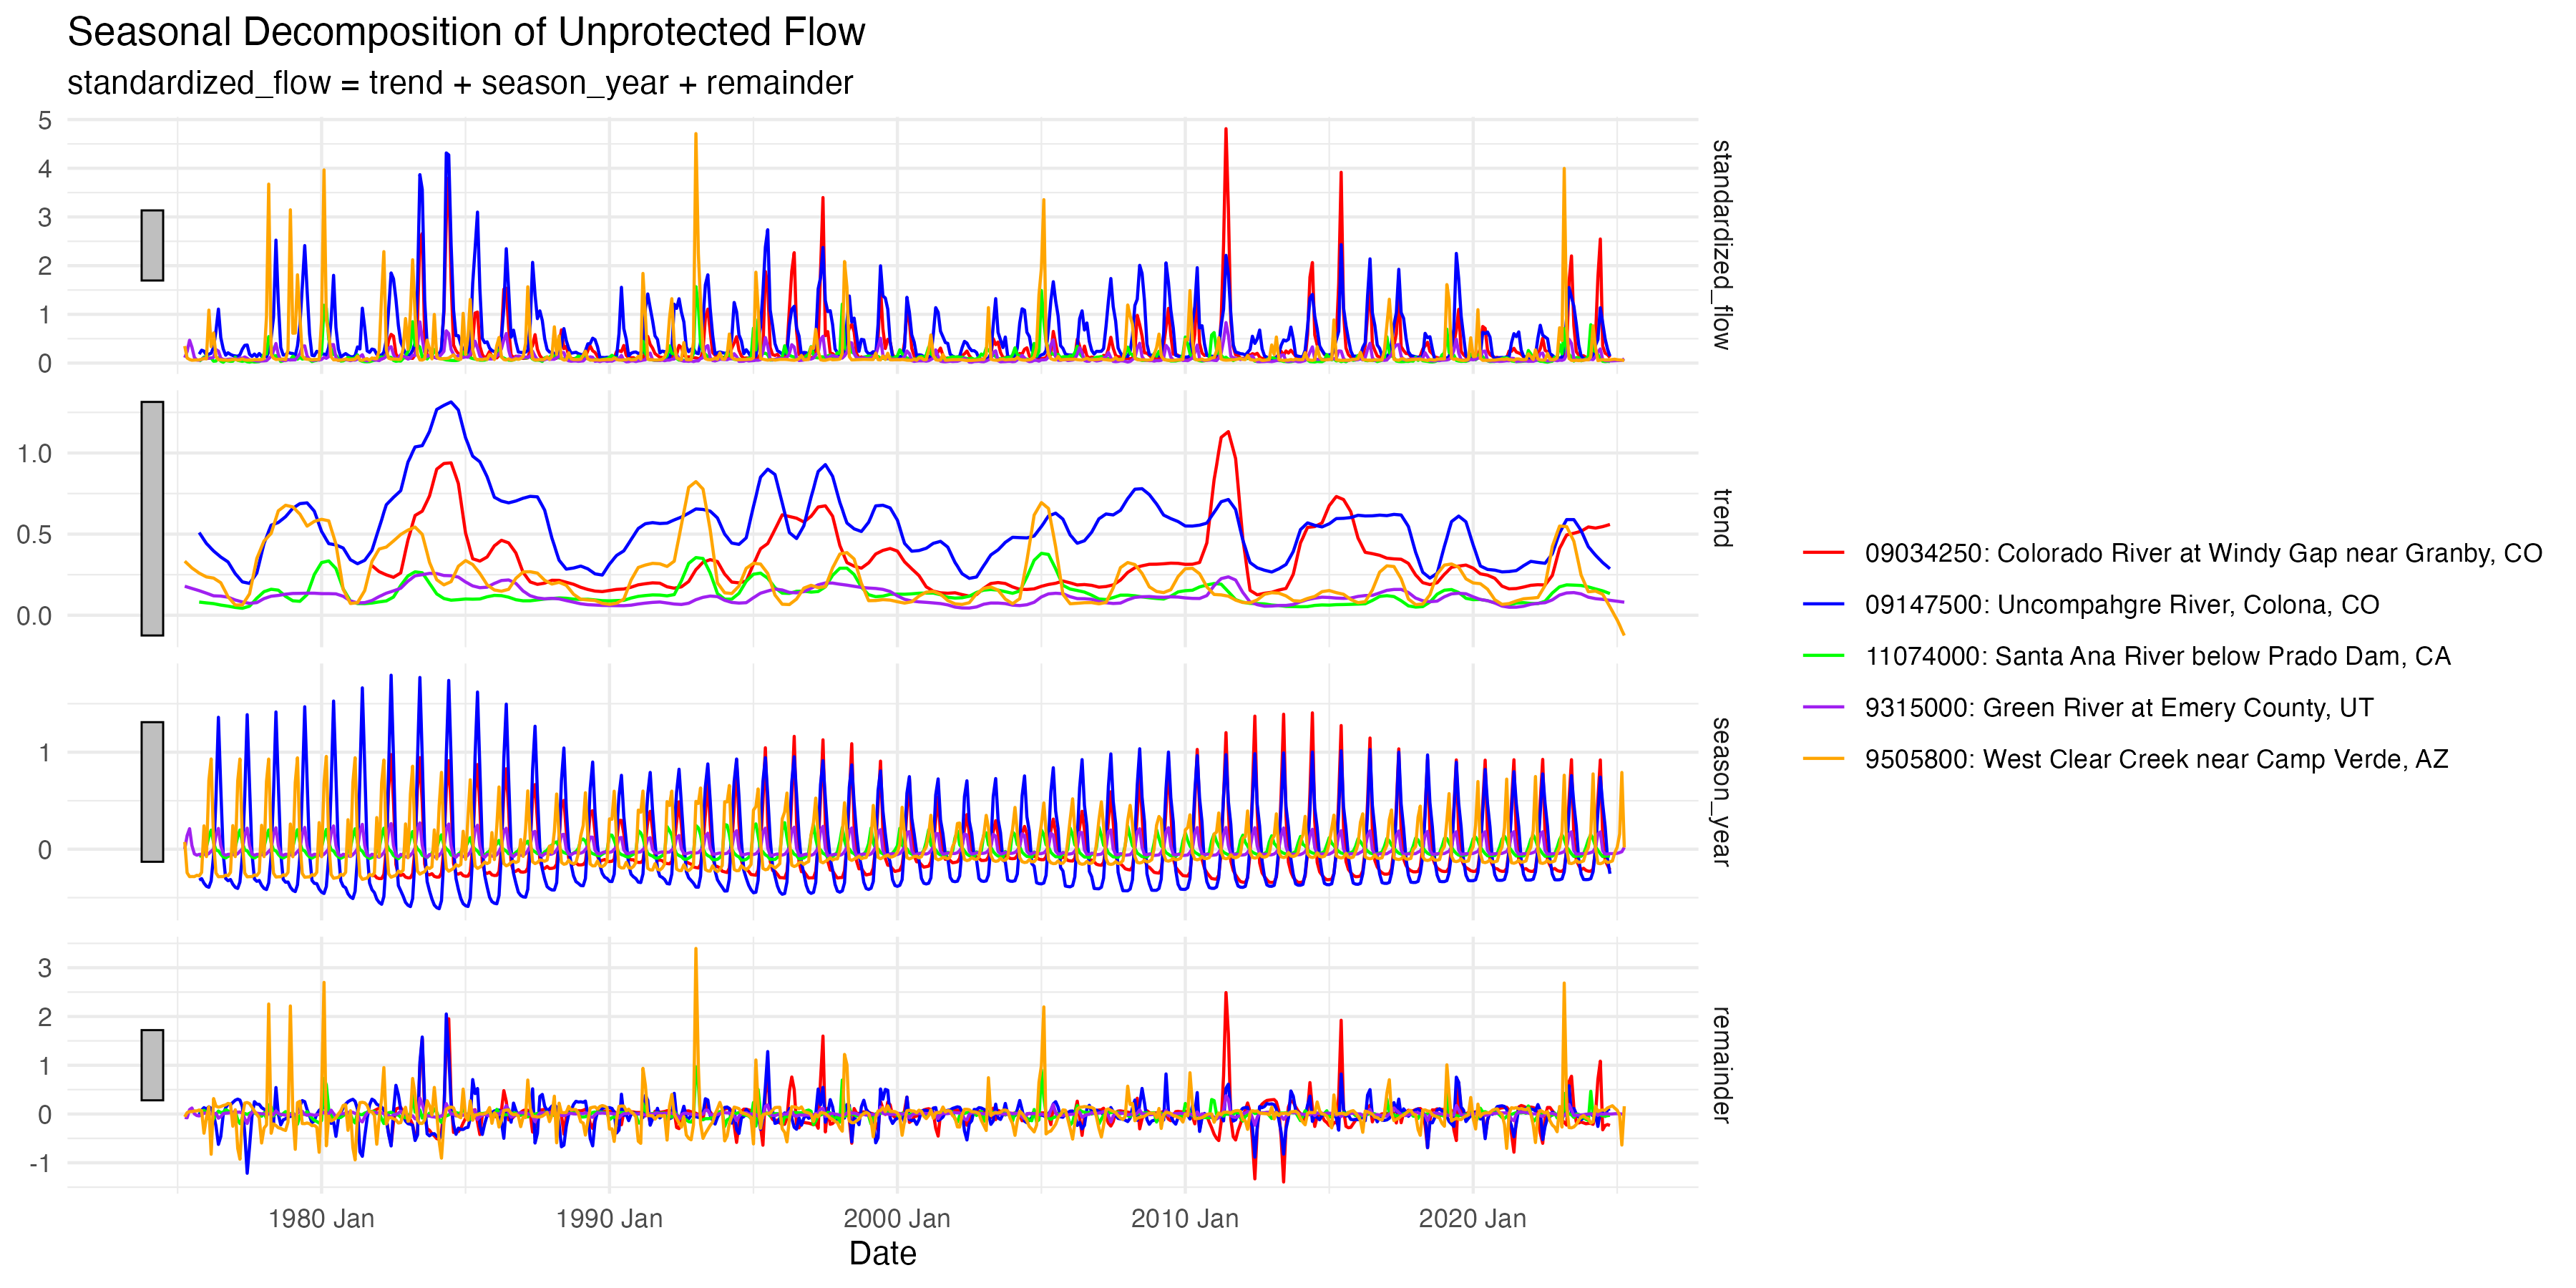 Seasonal Decomposition of Unprotected Flow
standardized_flow = trend + season_year + remainder
5
4
3
2
1
0
standardized_flow
1.0
0.5
0.0
trend
1
0
season_year
3
2
1
0
-1
remainder
1980 Jan
1990 Jan
2000 Jan
2010 Jan
2020 Jan
Date
09034250: Colorado River at Windy Gap near Granby, CO
09147500: Uncompahgre River, Colona, CO
11074000: Santa Ana River below Prado Dam, CA
9315000: Green River at Emery County, UT
9505800: West Clear Creek near Camp Verde, AZ